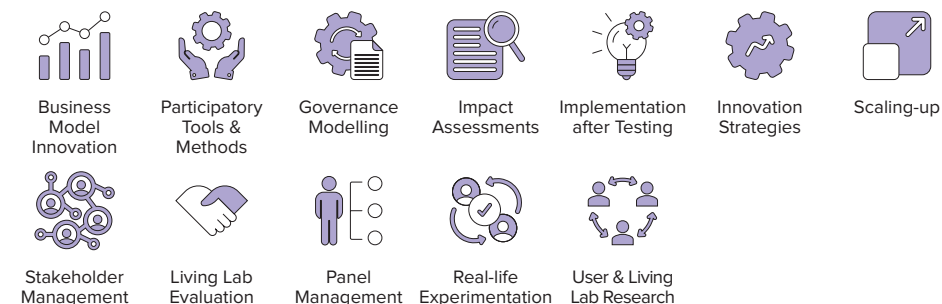 Business
Model
Innovation
Participatory
Tools &
Methods
Governance
Modelling
Impact
Assessments
Implementation
after Testing
Innovation
Strategies
Scaling-up
Stakeholder
Management
Living Lab
Evaluation
Panel
Management
Real-life
Experimentation
User & Living
Lab Research